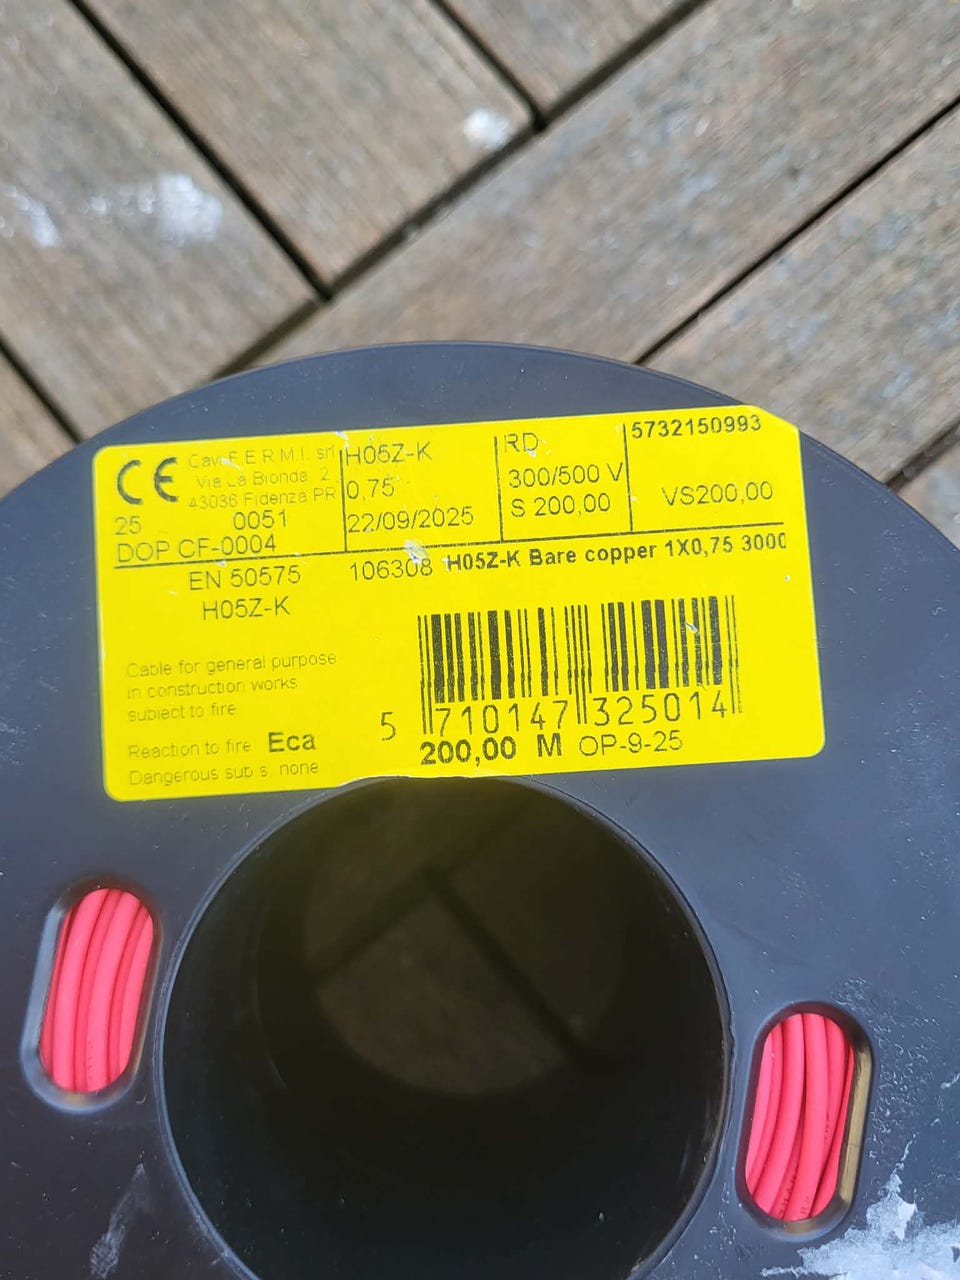 CE
Cavi F.E.R.M.I. srl
Via La Bionda, 2
43036 Fidenza PR
25 0051
DOP CF-0004
H05Z-K
0,75
22/09/2025
RD
300/500 V
S 200,00
5732150993
VS200,00
EN 50575
H05Z-K
Cable for general purpose
in construction works
subject to fire
Reaction to fire Eca
Dangerous sub.s. none
106308 H05Z-K Bare copper 1X0,75 300
5 710147 325014
200,00 M OP-9-25